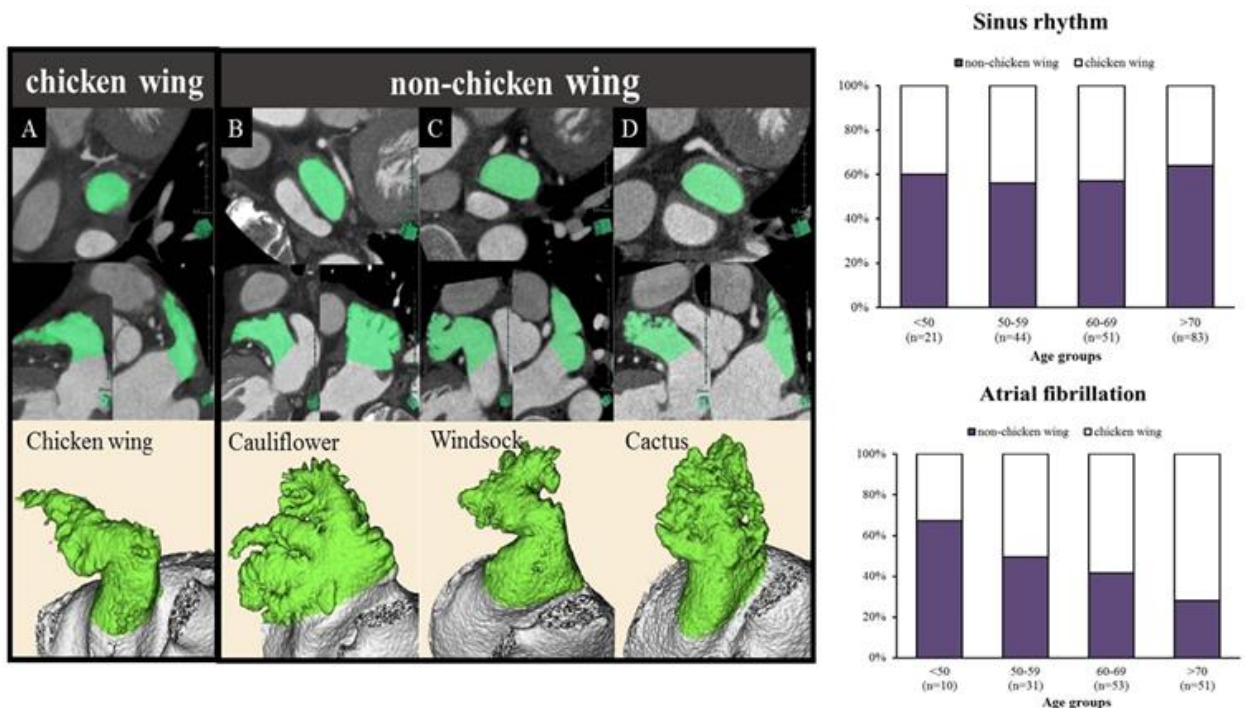 chicken wing
non-chicken wing
A
B
C
D
Chicken wing
Cauliflower
Windsock
Cactus
Sinus rhythm
non-chicken wing chicken wing
100%
80%
60%
40%
20%
0%
<50 50-59 60-69 >70
(n=21) (n=44) (n=51) (n=83)
Age groups
Atrial fibrillation
non-chicken wing chicken wing
100%
80%
60%
40%
20%
0%
<50 50-59 60-69 >70
(n=10) (n=31) (n=53) (n=51)
Age groups